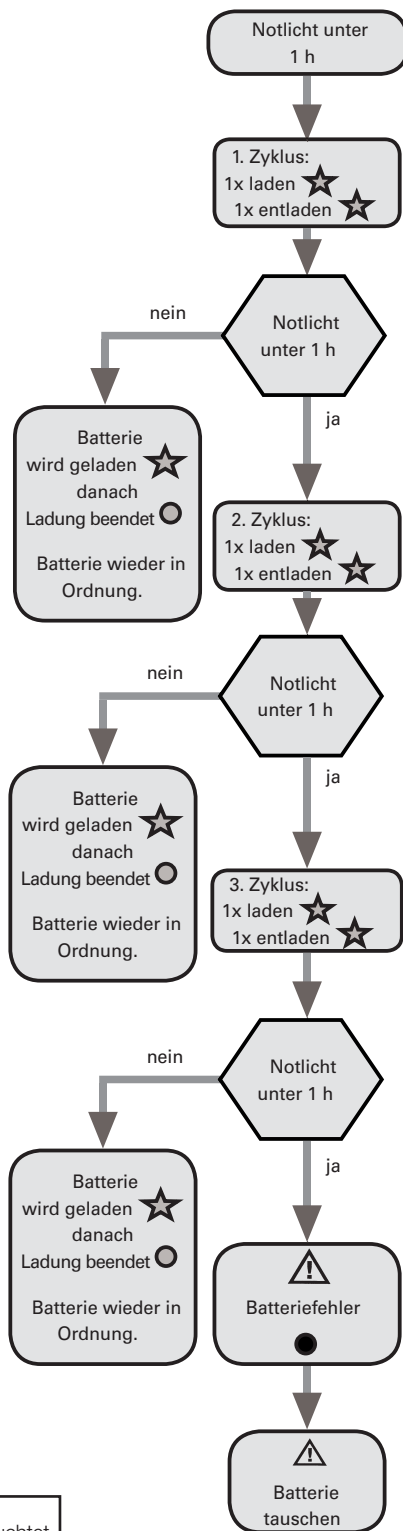 Notlicht unter
1 h
1. Zyklus:
1x laden
1x entladen
nein
Notlicht
unter 1 h
ja
Batterie
wird geladen
danach
Ladung beendet
Batterie wieder in
Ordnung.
2. Zyklus:
1x laden
1x entladen
nein
Notlicht
unter 1 h
ja
Batterie
wird geladen
danach
Ladung beendet
Batterie wieder in
Ordnung.
3. Zyklus:
1x laden
1x entladen
nein
Notlicht
unter 1 h
ja
Batterie
wird geladen
danach
Ladung beendet
Batterie wieder in
Ordnung.
Batteriefehler
Batterie
tauschen